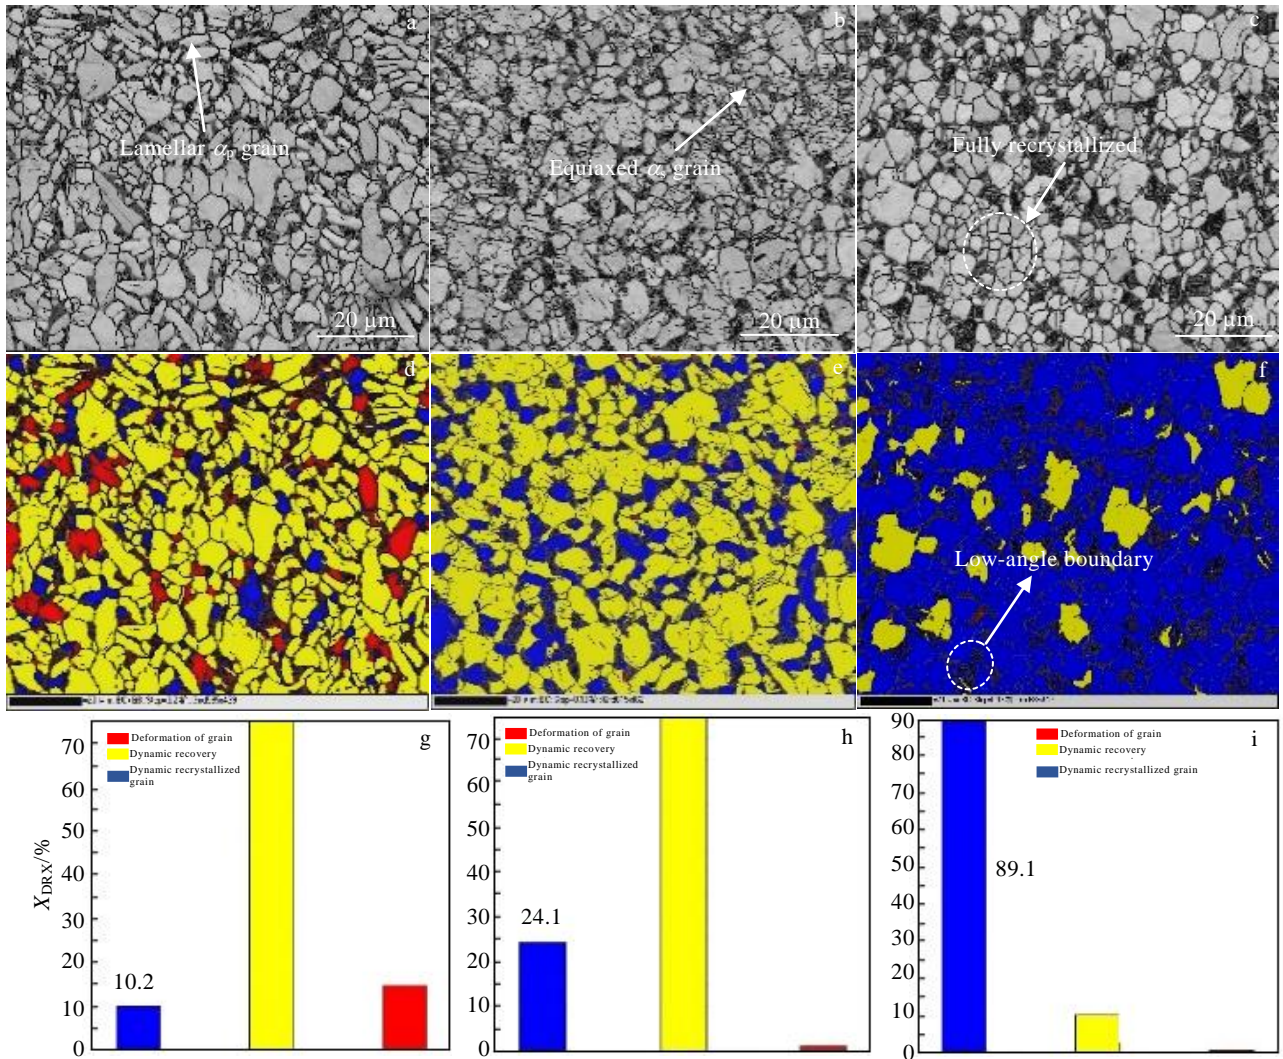 a
Lamellar αp grain
20 μm
b
Equiaxed αs grain
20 μm
c
Fully recrystallized
20 μm
d
e
f
Low-angle boundary
g
Deformation of grain
Dynamic recovery
Dynamic recrystallized
grain
XDRX/%
70
60
50
40
30
20
10
0
10.2
h
Deformation of grain
Dynamic recovery
Dynamic recrystallized
grain
70
60
50
40
30
20
10
0
24.1
i
Deformation of grain
Dynamic recovery
Dynamic recrystallized grain
90
80
70
60
50
40
30
20
10
0
89.1